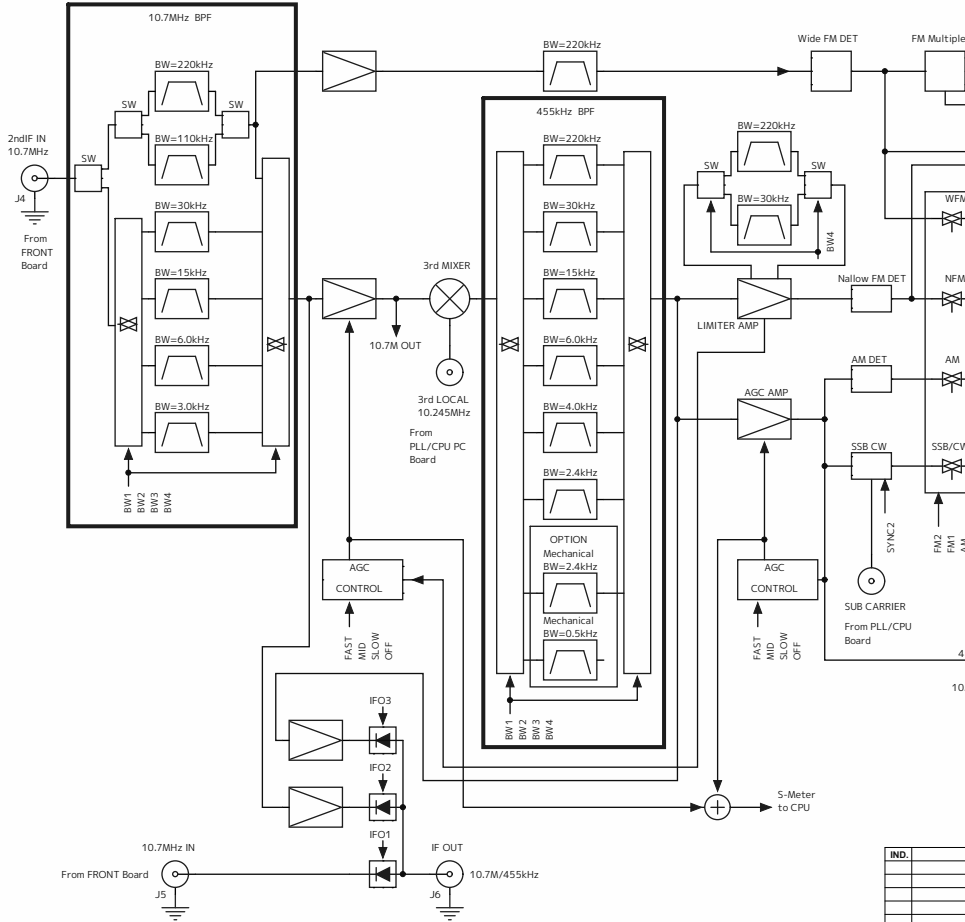 10.7MHz BPF
BW=220kHz
SW
SW
BW=110kHz
2ndIF IN
10.7MHz
SW
J4
From
FRONT
Board
BW=30kHz
BW=15kHz
BW=6.0kHz
BW=3.0kHz
BW1
BW2
BW3
BW4
BW=220kHz
Wide FM DET
FM Multiple
455kHz BPF
BW=220kHz
BW=30kHz
BW=15kHz
BW=6.0kHz
BW=4.0kHz
BW=2.4kHz
OPTION
Mechanical
BW=2.4kHz
Mechanical
BW=0.5kHz
BW1
BW2
BW3
BW4
3rd MIXER
10.7M OUT
3rd LOCAL
10.245MHz
From
PLL/CPU PC
Board
AGC
CONTROL
FAST
MID
SLOW
OFF
BW=220kHz
SW
SW
BW=30kHz
BW4
LIMITER AMP
Nallow FM DET
AGC AMP
AM DET
SSB CW
SYNC2
WFM
NFM
AM
SSB/CW
FM2
FM1
AM
AGC
CONTROL
FAST
MID
SLOW
OFF
SUB CARRIER
From PLL/CPU
Board
4
10.
IFO3
IFO2
IFO1
S-Meter
to CPU
10.7MHz IN
From FRONT Board
J5
IF OUT
J6
10.7M/455kHz
IND.